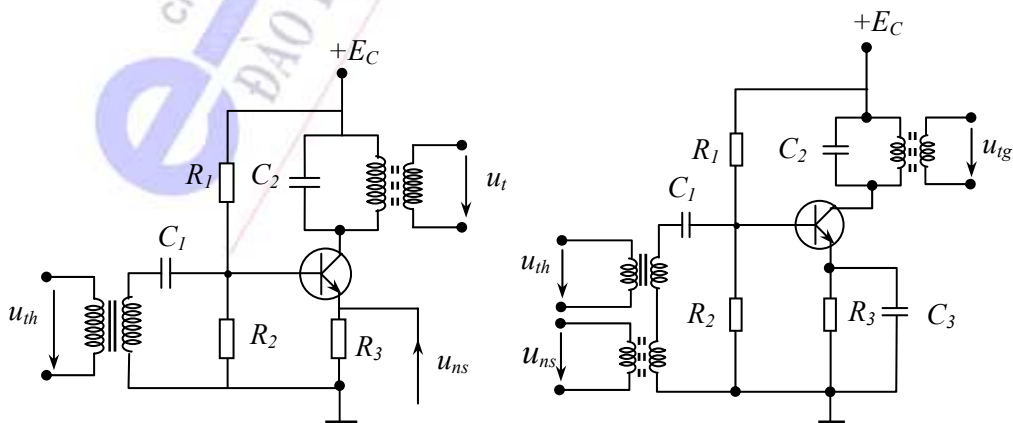 +E_C
R_1
C_2
u_t
C_1
u_th
R_2
R_3
u_ns
+E_C
R_1
C_2
u_tg
C_1
u_th
R_2
R_3
C_3
u_ns
ĐÀO